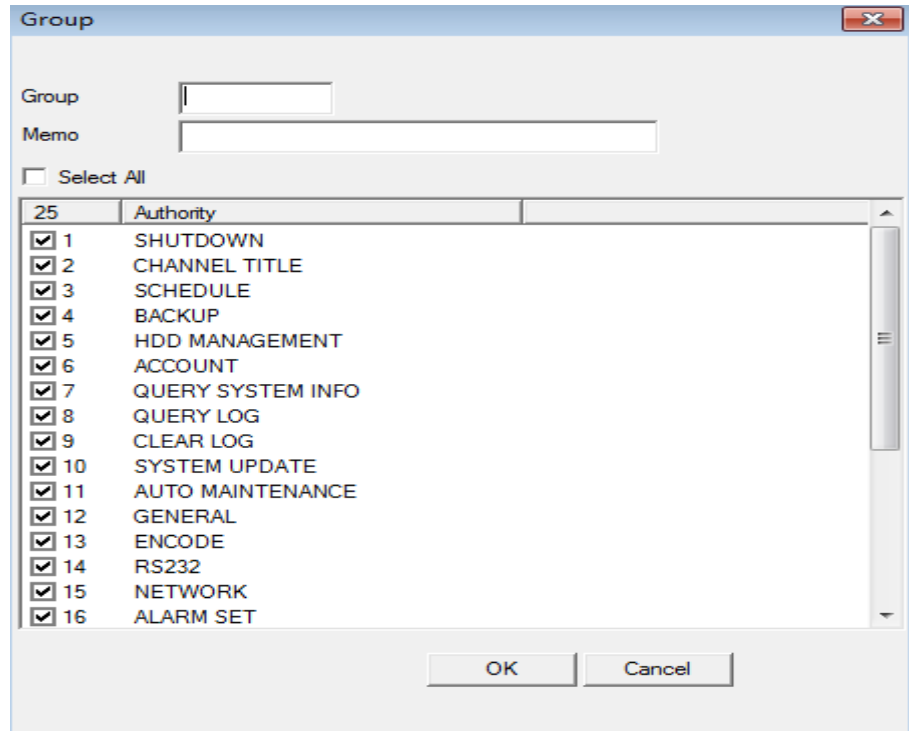 Group
Group
Memo
Select All
25 Authority
1 SHUTDOWN
2 CHANNEL TITLE
3 SCHEDULE
4 BACKUP
5 HDD MANAGEMENT
6 ACCOUNT
7 QUERY SYSTEM INFO
8 QUERY LOG
9 CLEAR LOG
10 SYSTEM UPDATE
11 AUTO MAINTENANCE
12 GENERAL
13 ENCODE
14 RS232
15 NETWORK
16 ALARM SET
OK Cancel